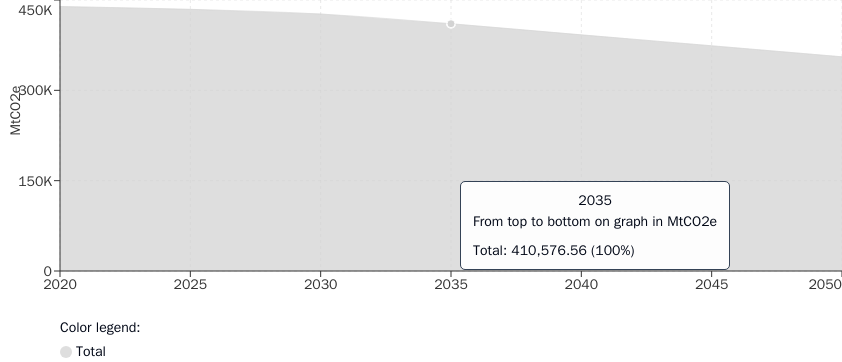 450K
300K
MtCO2e
150K
2035
From top to bottom on graph in MtCO2e
Total: 410,576.56 (100%)
0
2020 2025 2030 2035 2040 2045 2050
Color legend:
Total